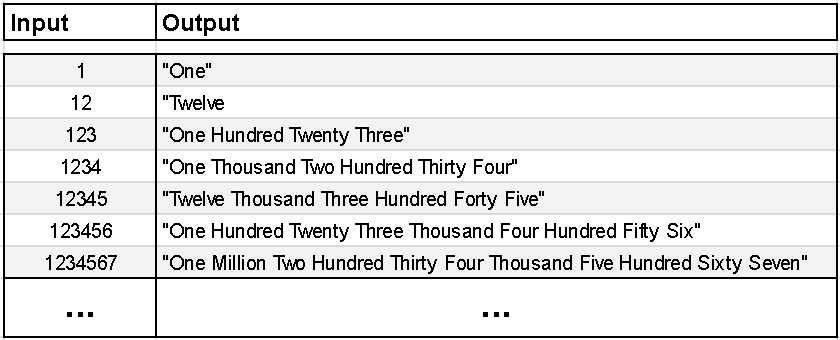 Input Output
1 "One"
12 "Twelve
123 "One Hundred Twenty Three"
1234 "One Thousand Two Hundred Thirty Four"
12345 "Twelve Thousand Three Hundred Forty Five"
123456 "One Hundred Twenty Three Thousand Four Hundred Fifty Six"
1234567 "One Million Two Hundred Thirty Four Thousand Five Hundred Sixty Seven"
... ...